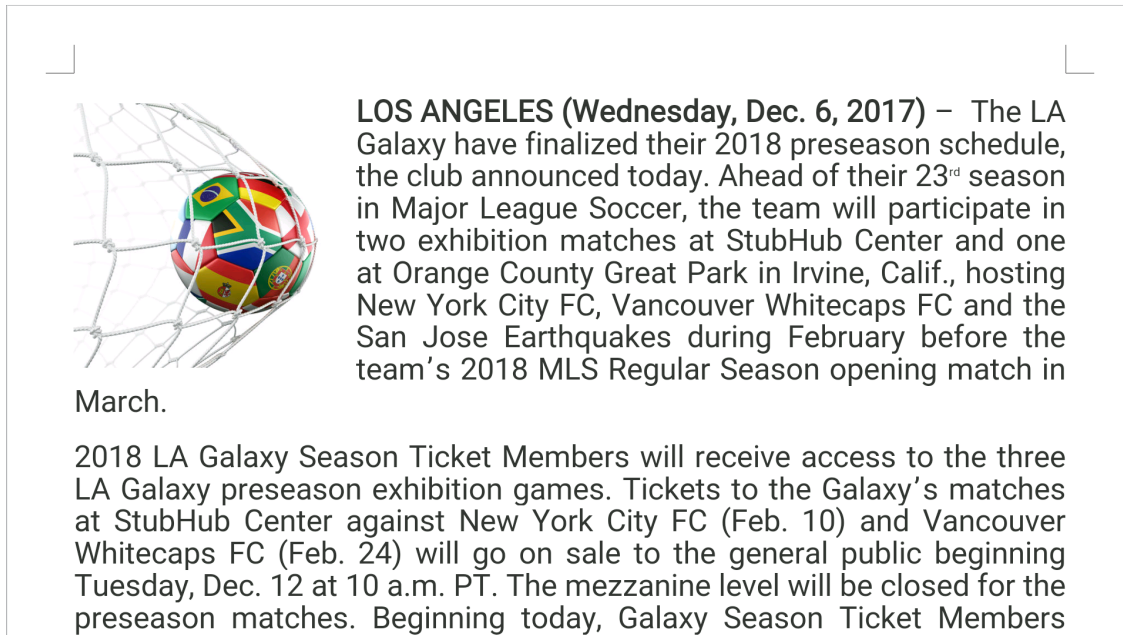 LOS ANGELES (Wednesday, Dec. 6, 2017) – The LA
Galaxy have finalized their 2018 preseason schedule,
the club announced today. Ahead of their 23rd season
in Major League Soccer, the team will participate in
two exhibition matches at StubHub Center and one
at Orange County Great Park in Irvine, Calif., hosting
New York City FC, Vancouver Whitecaps FC and the
San Jose Earthquakes during February before the
team’s 2018 MLS Regular Season opening match in
March.
2018 LA Galaxy Season Ticket Members will receive access to the three
LA Galaxy preseason exhibition games. Tickets to the Galaxy’s matches
at StubHub Center against New York City FC (Feb. 10) and Vancouver
Whitecaps FC (Feb. 24) will go on sale to the general public beginning
Tuesday, Dec. 12 at 10 a.m. PT. The mezzanine level will be closed for the
preseason matches. Beginning today, Galaxy Season Ticket Members